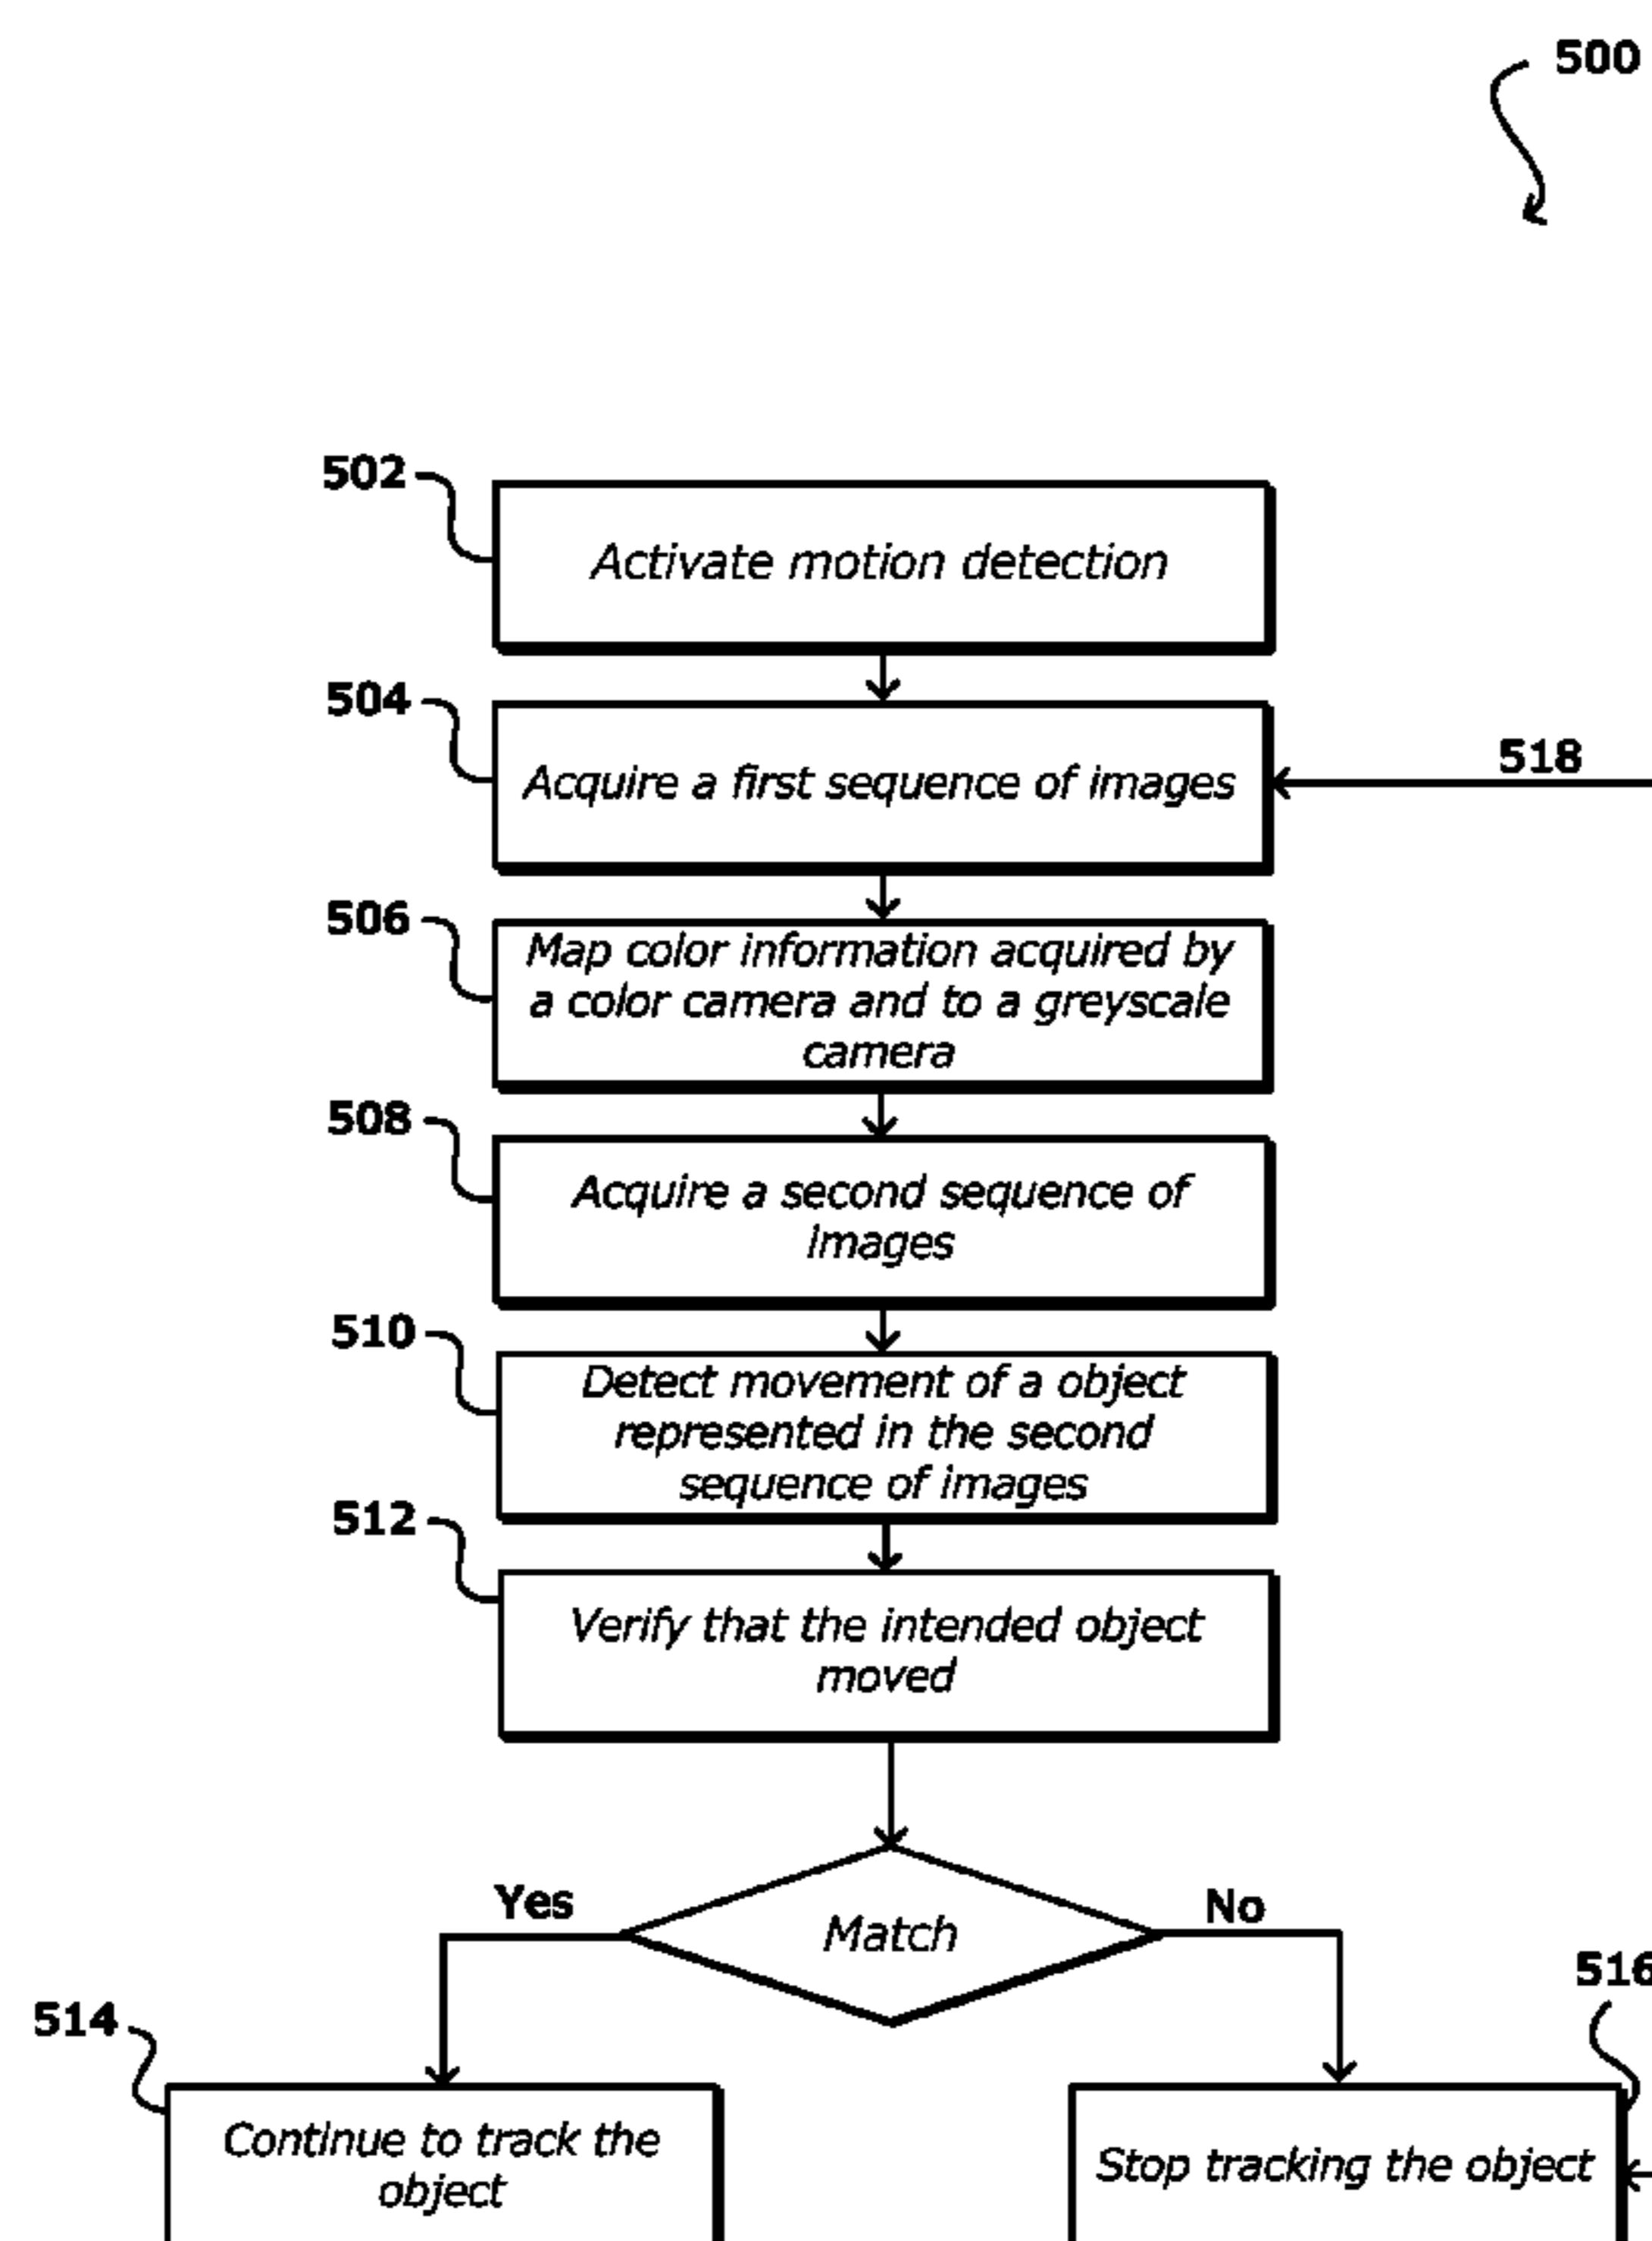 500
502
Activate motion detection
504
Acquire a first sequence of images
518
506
Map color information acquired by
a color camera and to a greyscale
camera
508
Acquire a second sequence of
images
510
Detect movement of a object
represented in the second
sequence of images
512
Verify that the intended object
moved
Yes
Match
No
516
514
Continue to track the
object
Stop tracking the object